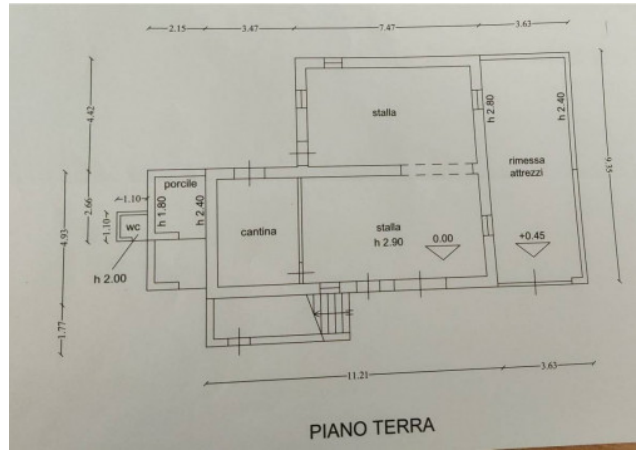 2.15
3.47
7.47
3.63
4.42
stalla
h 2.80
h 2.40
rimessa
attrezzi
9.35
porcile
1.10
h 1.80
h 2.40
2.66
4.93
1.10
wc
cantina
stalla
h 2.90
0.00
+0.45
h 2.00
1.77
11.21
3.63
PIANO TERRA